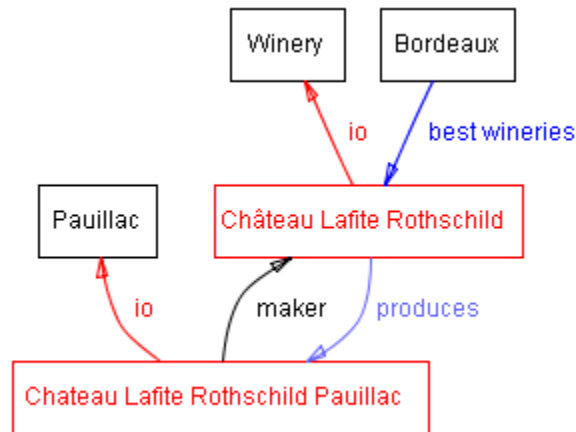 Winery
Bordeaux
io
best wineries
Pauillac
Château Lafite Rothschild
io
maker
produces
Chateau Lafite Rothschild Pauillac